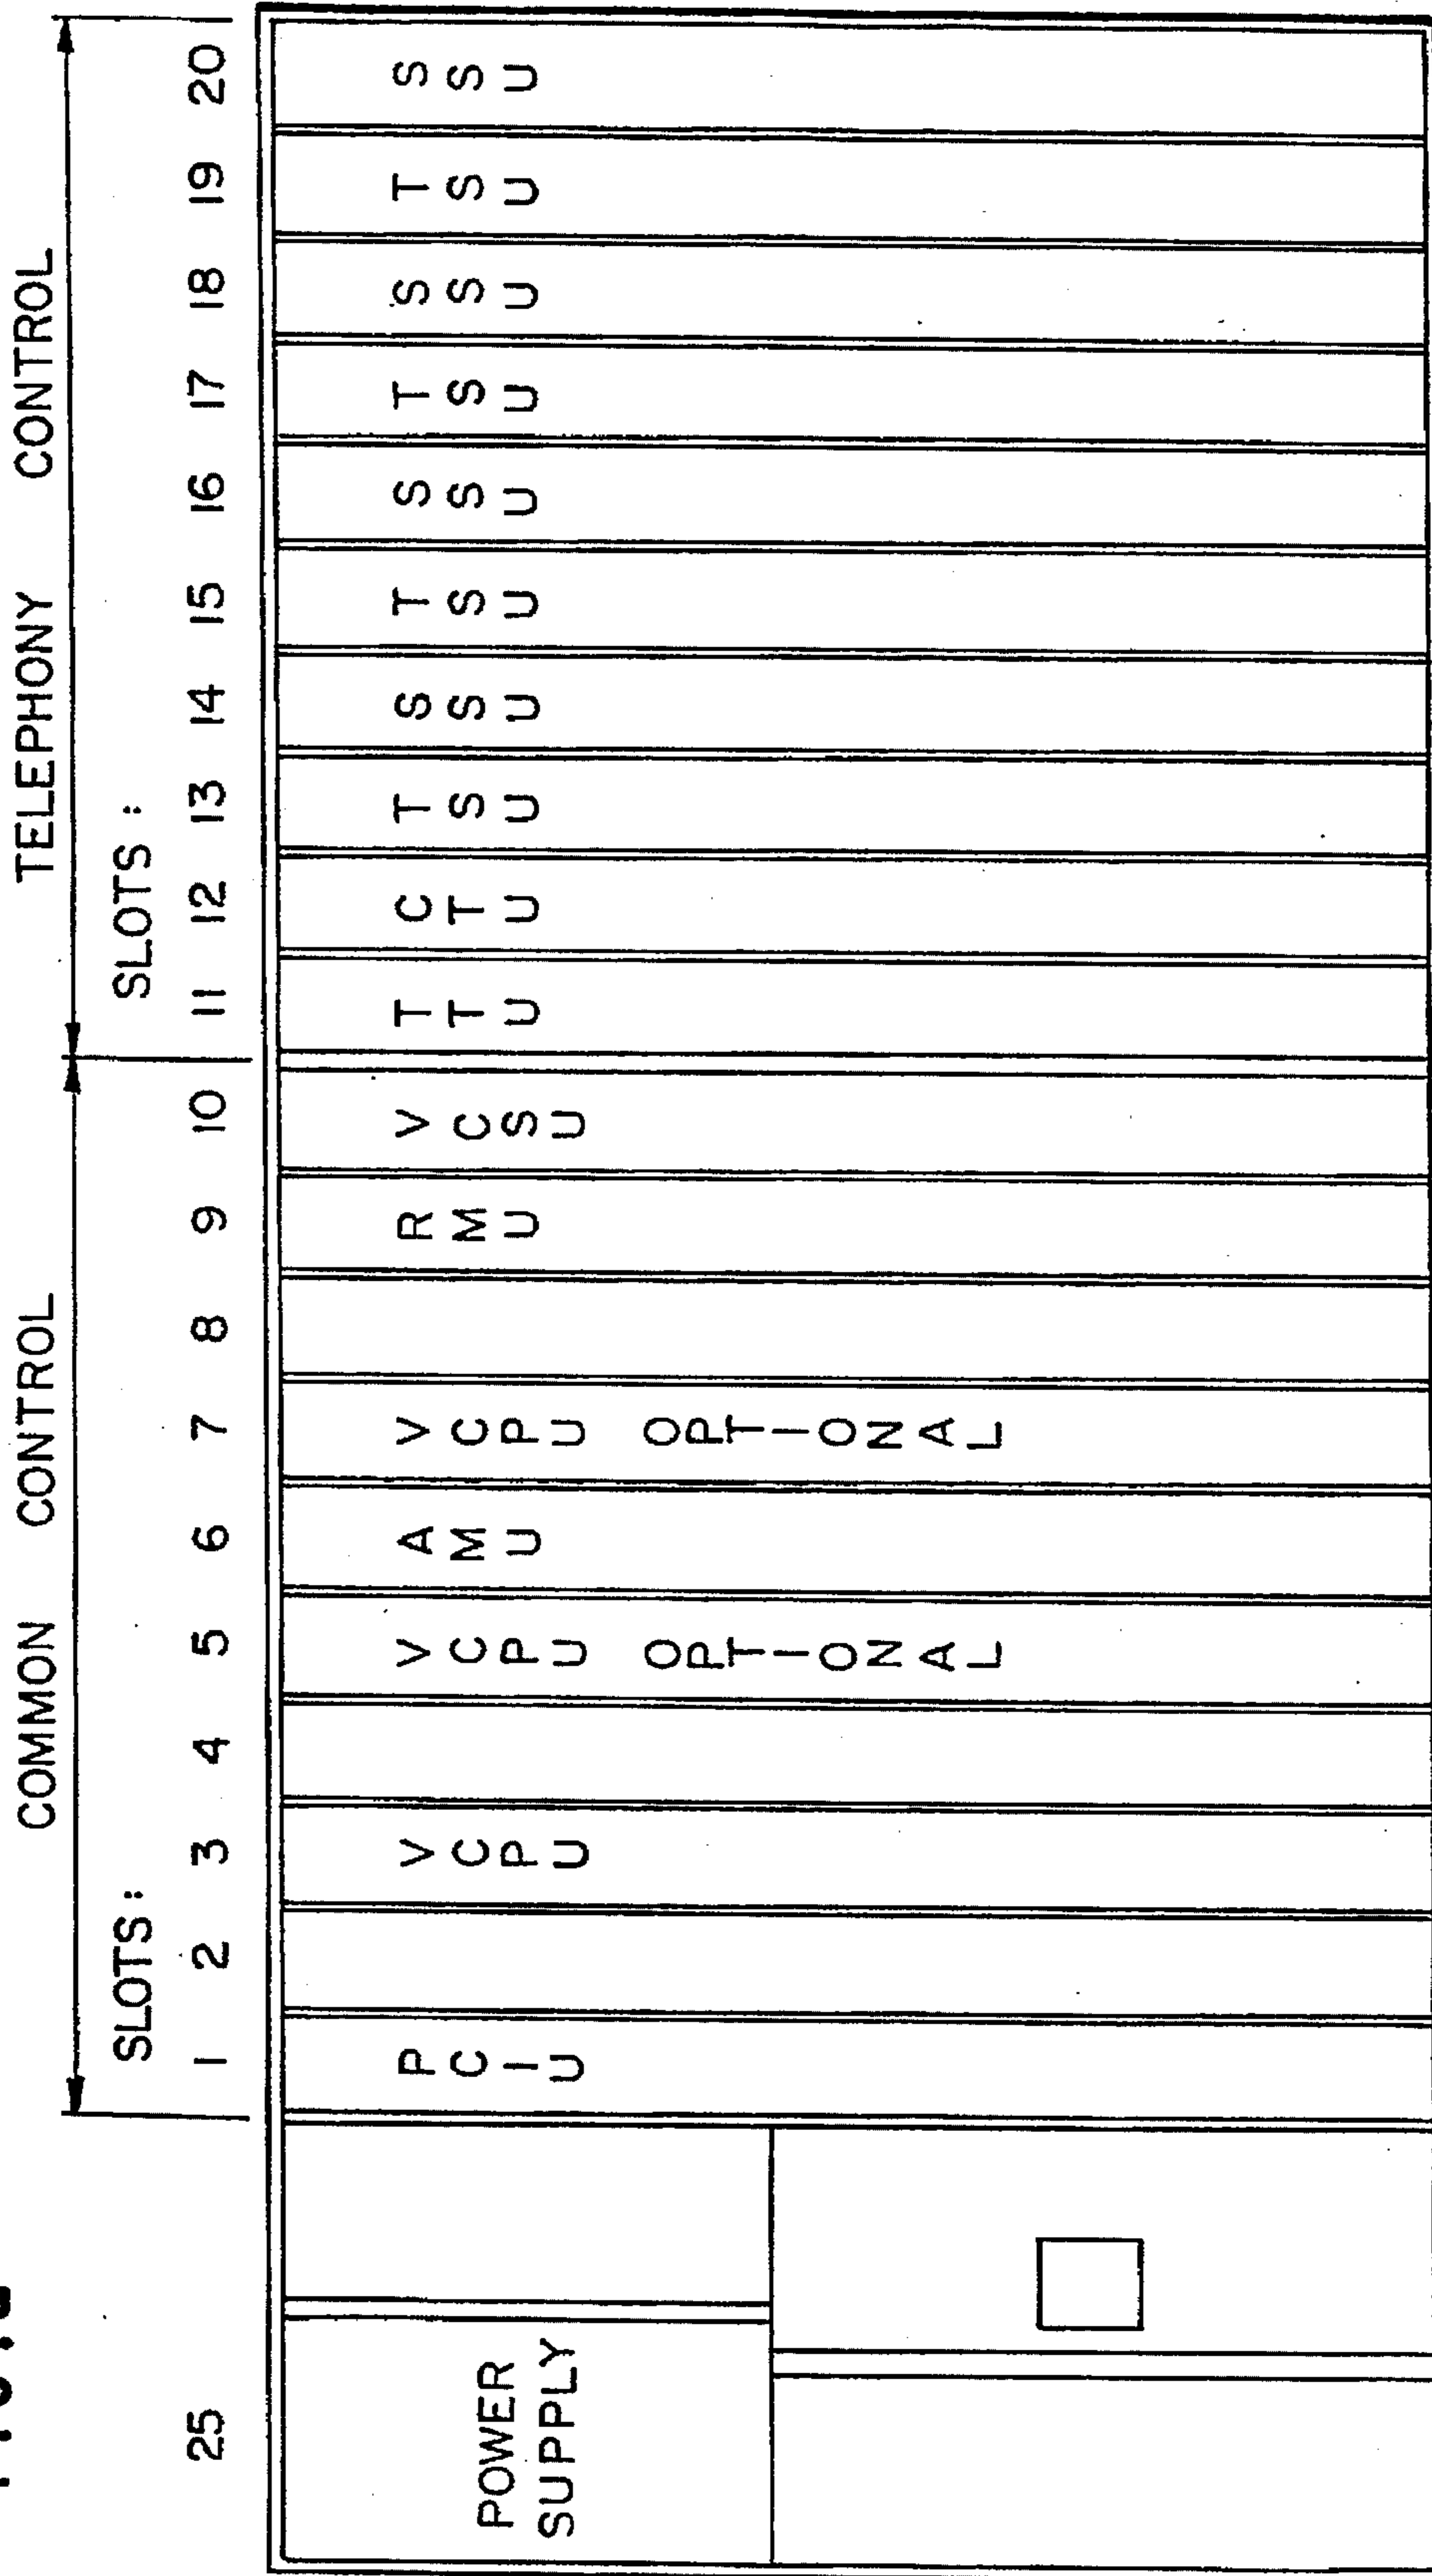 COMMON CONTROL
TELEPHONY CONTROL
SLOTS :
SLOTS :
25
1
2
3
4
5
6
7
8
9
10
11
12
13
14
15
16
17
18
19
20
POWER
SUPPLY
PCIU
VCPU
VCPU OPTIONAL
AMU
VCPU OPTIONAL
RMU
VCSU
TTU
CTU
TSU
SSU
TSU
SSU
TSU
SSU
TSU
SSU